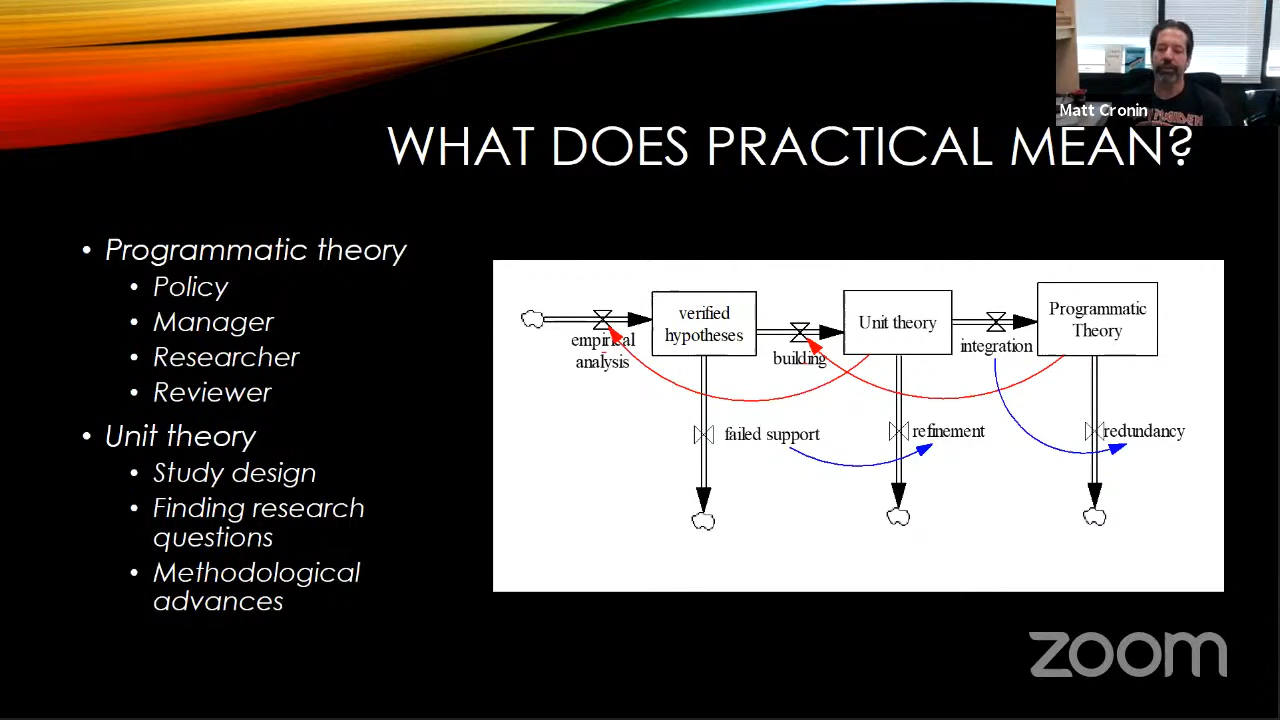 Matt Cronin
WHAT DOES PRACTICAL MEAN?
• Programmatic theory
• Policy
• Manager
• Researcher
• Reviewer
• Unit theory
• Study design
• Finding research
questions
• Methodological
advances
verified
hypotheses
Unit theory
Programmatic
Theory
empirical
analysis
building
integration
failed support
refinement
redundancy
zoom